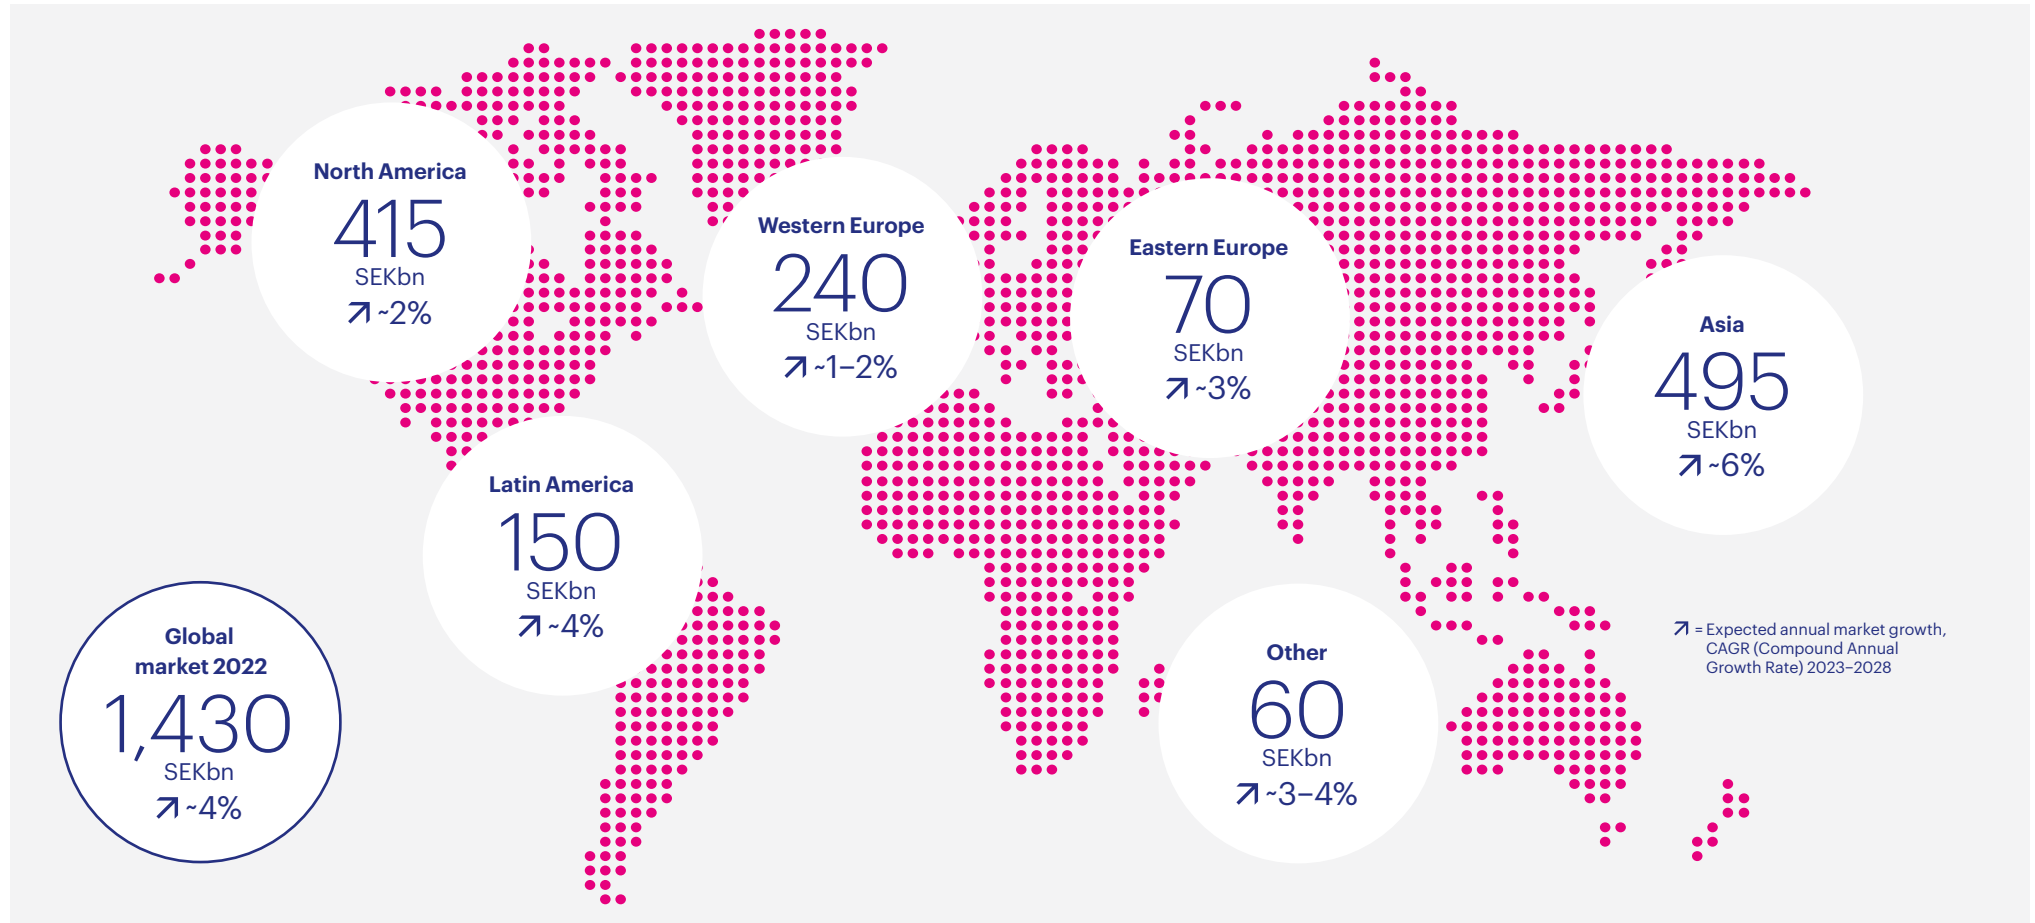 North America
415
SEKbn
~2%
Western Europe
240
SEKbn
~1–2%
Eastern Europe
70
SEKbn
~3%
Asia
495
SEKbn
~6%
Latin America
150
SEKbn
~4%
Global
market 2022
1,430
SEKbn
~4%
Other
60
SEKbn
~3–4%
= Expected annual market growth,
CAGR (Compound Annual
Growth Rate) 2023–2028